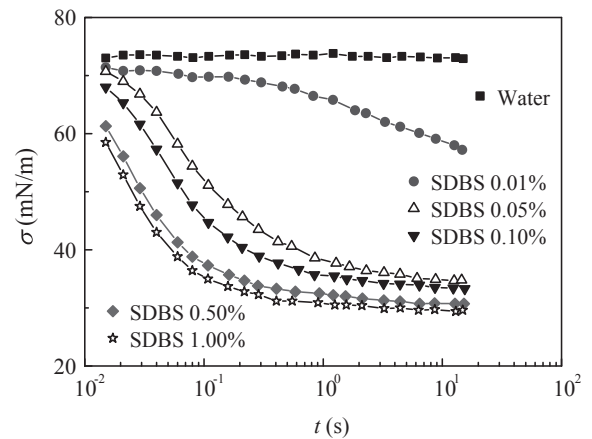 80
60
40
20
σ (mN/m)
Water
SDBS 0.01%
SDBS 0.05%
SDBS 0.10%
SDBS 0.50%
SDBS 1.00%
10⁻² 10⁻¹ 10⁰ 10¹ 10²
t (s)